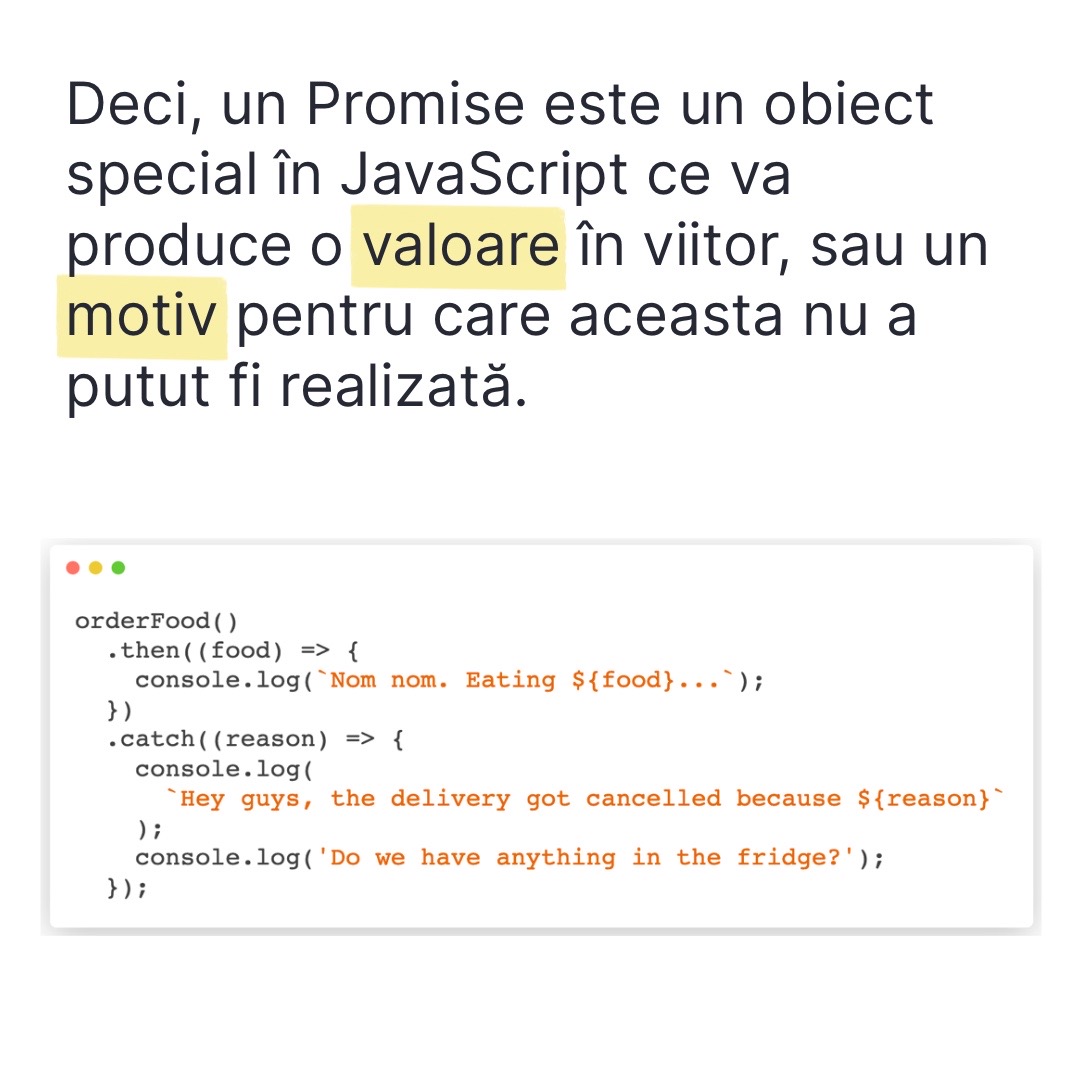 Deci, un Promise este un obiect
special în JavaScript ce va
produce o valoare în viitor, sau un
motiv pentru care aceasta nu a
putut fi realizată.
orderFood()
  .then((food) => {
    console.log(`Nom nom. Eating ${food}...`);
  })
  .catch((reason) => {
    console.log(
      `Hey guys, the delivery got cancelled because ${reason}`
    );
    console.log('Do we have anything in the fridge?');
  });